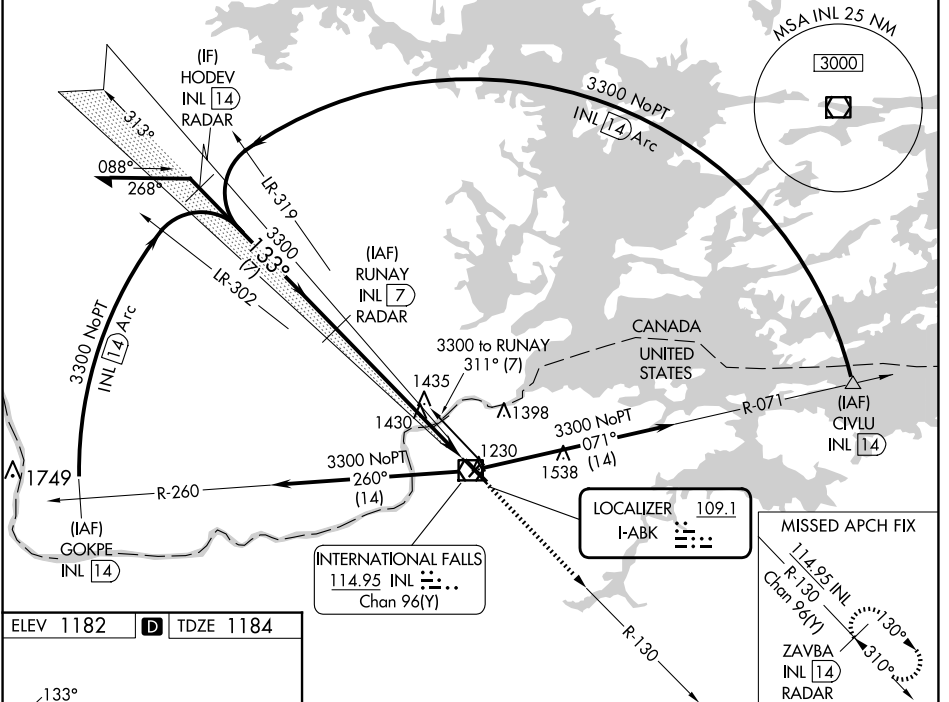 MSA INL 25 NM
3000
(IF)
HODEV
INL 14
RADAR
3300 NoPT
INL 14 Arc
313°
088°
268°
LR-319
3300
(7)
133°
LR-302
(IAF)
RUNAY
INL 7
RADAR
3300 NoPT
INL 14 Arc
3300 to RUNAY
311° (7)
CANADA
UNITED
STATES
1435
1430
1398
R-071
(IAF)
CIVLU
INL 14
3300 NoPT
071°
(14)
1230
1538
1749
3300 NoPT
260°
(14)
R-260
(IAF)
GOKPE
INL 14
LOCALIZER 109.1
I-ABK
INTERNATIONAL FALLS
114.95 INL
Chan 96(Y)
R-130
MISSED APCH FIX
114.95 INL
R-130
Chan 96(Y)
130°
310°
ZAVBA
INL 14
RADAR
ELEV 1182 D TDZE 1184
133°